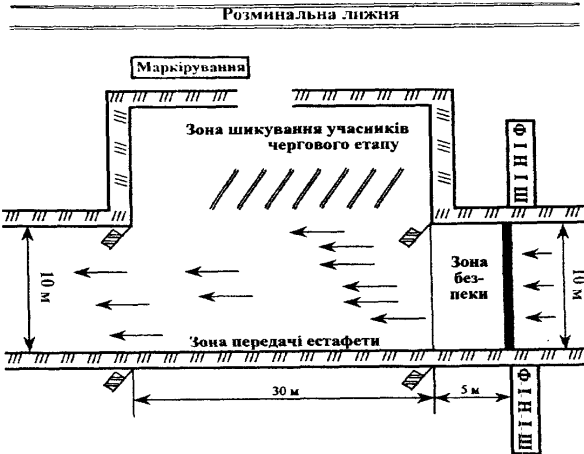 Розминальна лижня
Маркірування
Зона шикування учасників
чергового етапу
ФІНІШ
10 м
Зона
без-
пеки
10 м
Зона передачі естафети
30 м
5 м
ФІНІШ